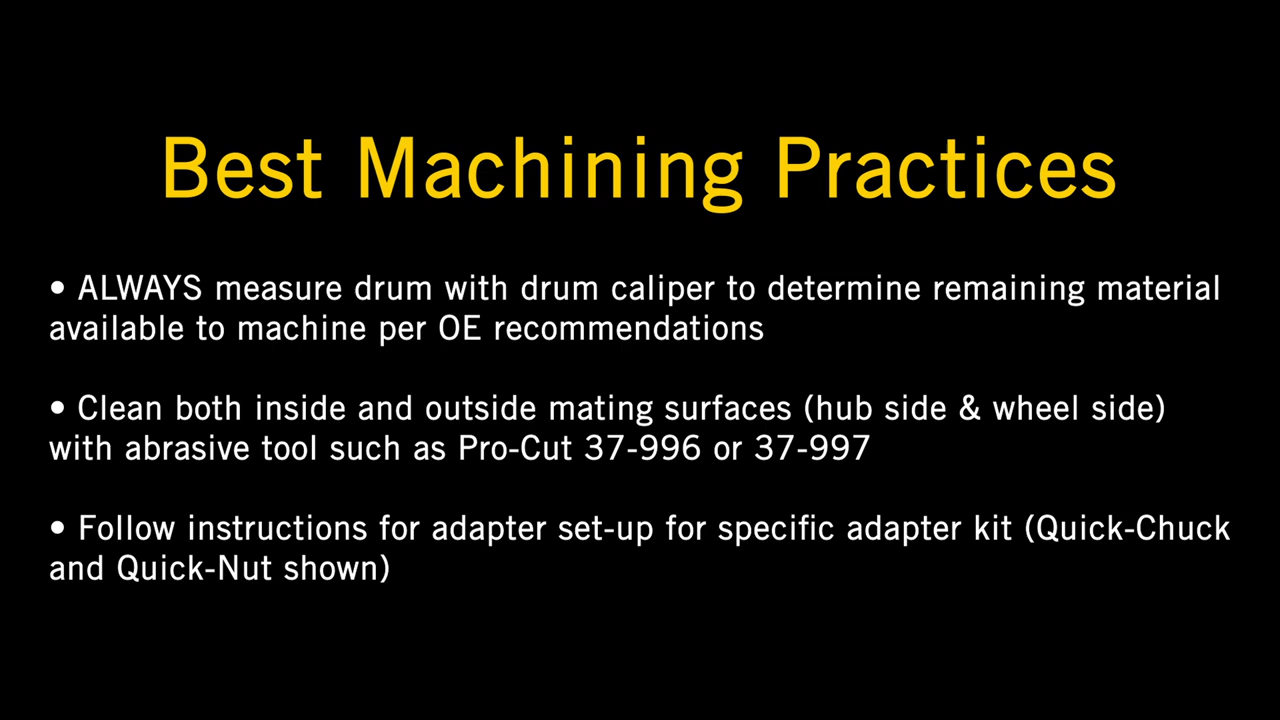 Best Machining Practices
• ALWAYS measure drum with drum caliper to determine remaining material
available to machine per OE recommendations
• Clean both inside and outside mating surfaces (hub side & wheel side)
with abrasive tool such as Pro-Cut 37-996 or 37-997
• Follow instructions for adapter set-up for specific adapter kit (Quick-Chuck
and Quick-Nut shown)